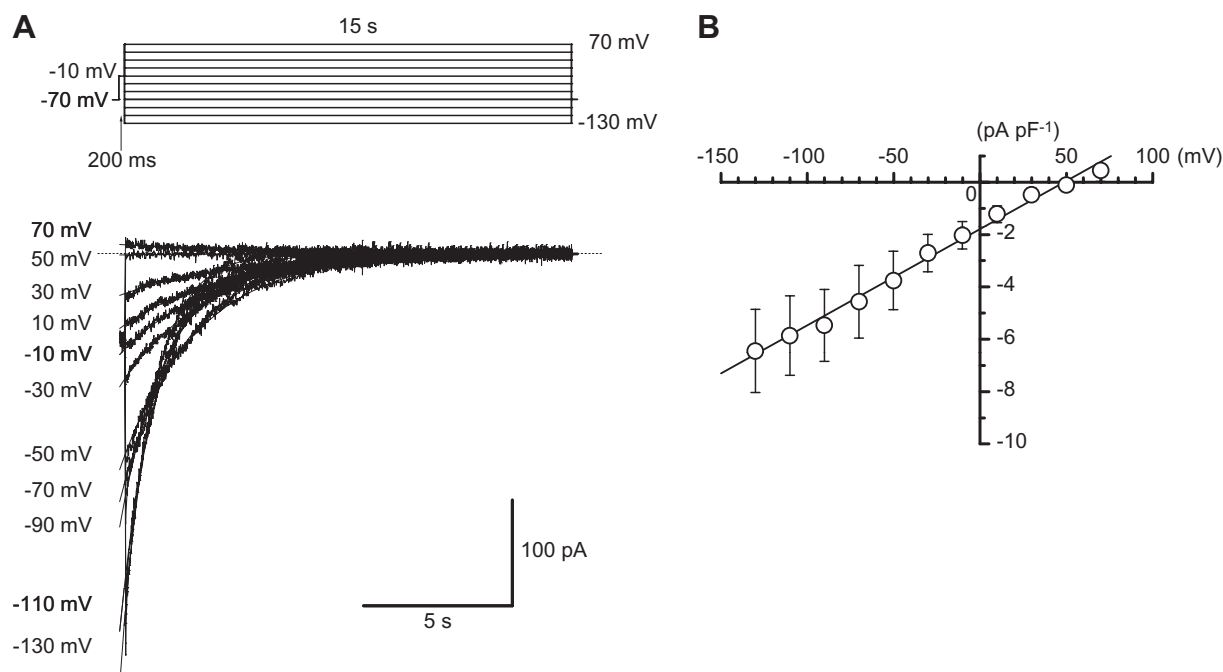 A
15 s
70 mV
-10 mV
-70 mV
-130 mV
200 ms
70 mV
50 mV
30 mV
10 mV
-10 mV
-30 mV
-50 mV
-70 mV
-90 mV
-110 mV
-130 mV
100 pA
5 s
B
(pA pF-1)
-150 -100 -50 50 100 (mV)
0
-2
-4
-6
-8
-10